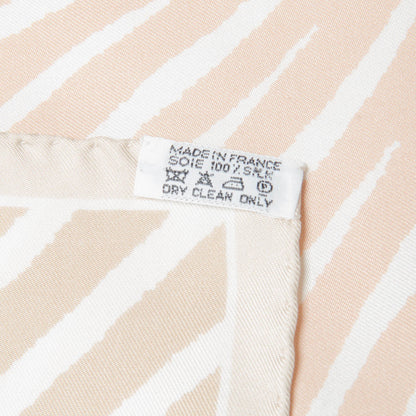 MADE IN FRANCE
SOIE 100% SILK
DRY CLEAN ONLY